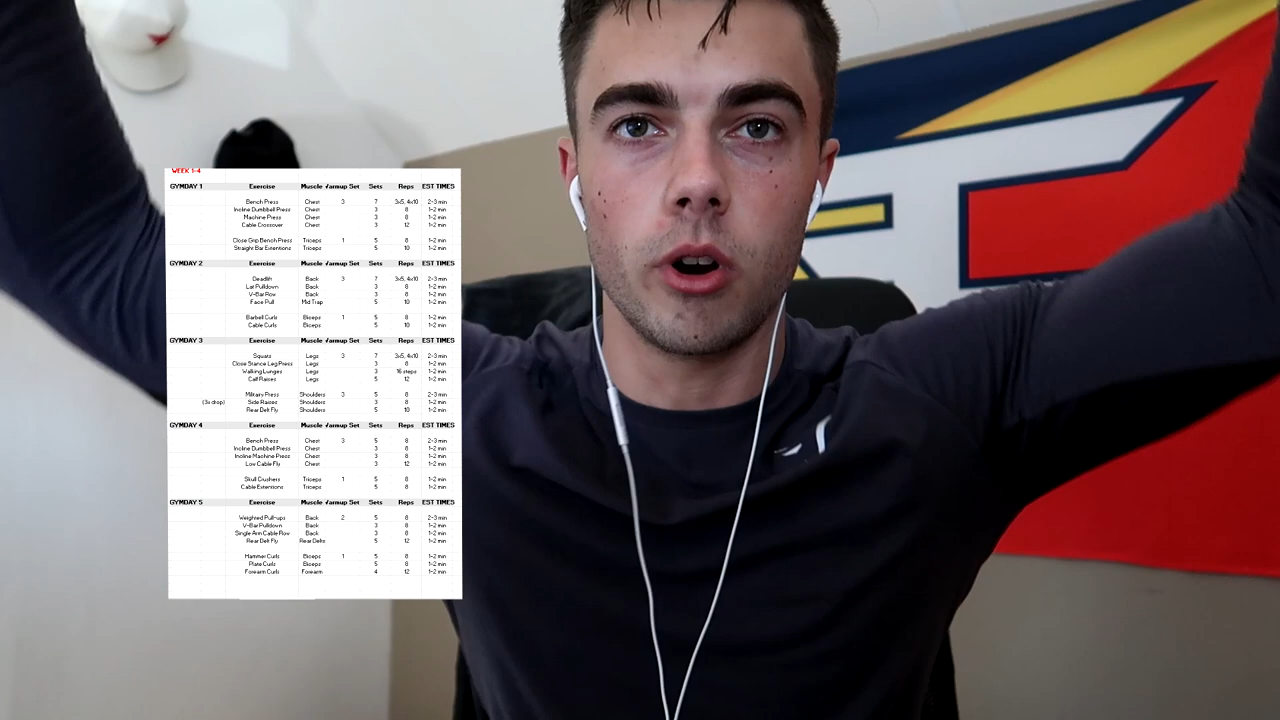 WEEK 1-4
GYMDAY 1 Exercise Muscle Warmup Set Sets Reps EST TIMES
Bench Press Chest 3 7 3x5, 4x10 2-3 min
Incline Dumbbell Press Chest 3 8 1-2 min
Machine Press Chest 3 8 1-2 min
Cable Crossover Chest 3 12 1-2 min
Close Grip Bench Press Triceps 1 5 8 1-2 min
Straight Bar Extentions Triceps 5 10 1-2 min
GYMDAY 2 Exercise Muscle Warmup Set Sets Reps EST TIMES
Deadlift Back 3 7 3x5, 4x10 2-3 min
Lat Pulldown Back 3 8 1-2 min
V-Bar Row Back 3 8 1-2 min
Face Pull Mid Trap 5 10 1-2 min
Barbell Curls Biceps 1 5 8 1-2 min
Cable Curls Biceps 5 10 1-2 min
GYMDAY 3 Exercise Muscle Warmup Set Sets Reps EST TIMES
Squats Legs 3 7 3x5, 4x10 2-3 min
Close Stance Leg Press Legs 3 8 1-2 min
Walking Lunges Legs 3 16 steps 1-2 min
Calf Raises Legs 5 12 1-2 min
Military Press Shoulders 3 5 8 2-3 min
(3x drop) Side Raises Shoulders 3 8 1-2 min
Rear Delt Fly Shoulders 5 10 1-2 min
GYMDAY 4 Exercise Muscle Warmup Set Sets Reps EST TIMES
Bench Press Chest 3 5 8 2-3 min
Incline Dumbbell Press Chest 3 8 1-2 min
Incline Machine Press Chest 3 8 1-2 min
Low Cable Fly Chest 3 12 1-2 min
Skull Crushers Triceps 1 5 8 1-2 min
Cable Extentions Triceps 5 8 1-2 min
GYMDAY 5 Exercise Muscle Warmup Set Sets Reps EST TIMES
Weighted Pull-ups Back 2 5 8 2-3 min
V-Bar Pulldown Back 3 8 1-2 min
Single Arm Cable Row Back 3 8 1-2 min
Rear Delt Fly Rear Delts 5 12 1-2 min
Hammer Curls Biceps 1 5 8 1-2 min
Plate Curls Biceps 5 8 1-2 min
Forearm Curls Forearm 4 12 1-2 min